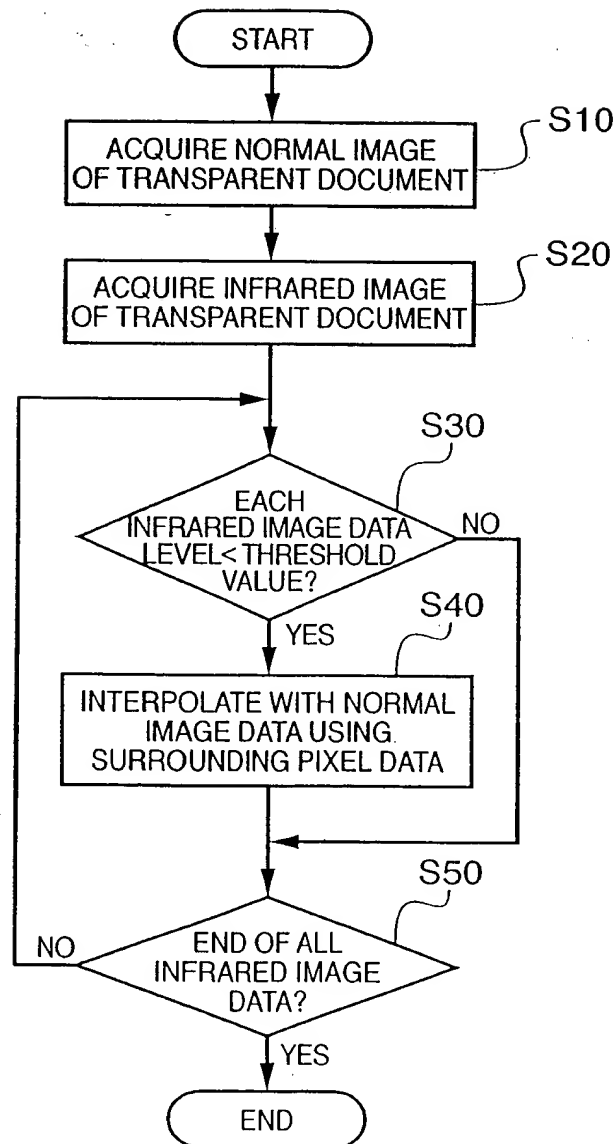 START
S10
ACQUIRE NORMAL IMAGE
OF TRANSPARENT DOCUMENT
S20
ACQUIRE INFRARED IMAGE
OF TRANSPARENT DOCUMENT
S30
EACH
INFRARED IMAGE DATA
LEVEL< THRESHOLD
VALUE?
NO
YES
S40
INTERPOLATE WITH NORMAL
IMAGE DATA USING
SURROUNDING PIXEL DATA
S50
NO
END OF ALL
INFRARED IMAGE
DATA?
YES
END